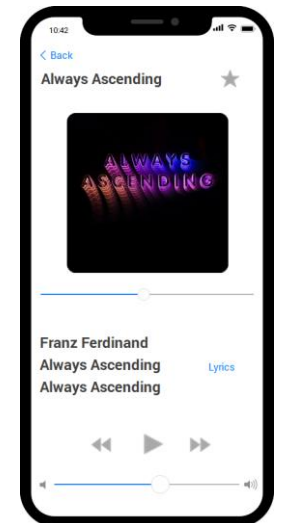 10:42
Back
Always Ascending
ALWAYS
ASCENDING
Franz Ferdinand
Always Ascending
Lyrics
Always Ascending